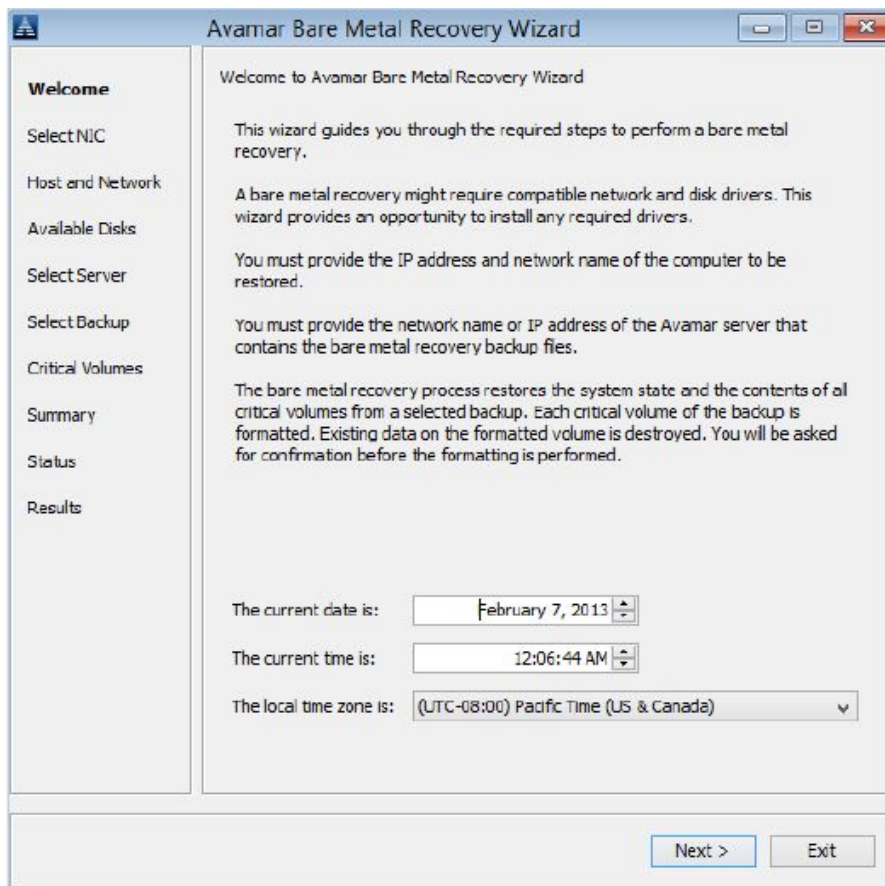 Avamar Bare Metal Recovery Wizard
Welcome
Select NIC
Host and Network
Available Disks
Select Server
Select Backup
Critical Volumes
Summary
Status
Results
Welcome to Avamar Bare Metal Recovery Wizard
This wizard guides you through the required steps to perform a bare metal
recovery.
A bare metal recovery might require compatible network and disk drivers. This
wizard provides an opportunity to install any required drivers.
You must provide the IP address and network name of the computer to be
restored.
You must provide the network name or IP address of the Avamar server that
contains the bare metal recovery backup files.
The bare metal recovery process restores the system state and the contents of all
critical volumes from a selected backup. Each critical volume of the backup is
formatted. Existing data on the formatted volume is destroyed. You will be asked
for confirmation before the formatting is performed.
The current date is: February 7, 2013
The current time is: 12:06:44 AM
The local time zone is: (UTC-08:00) Pacific Time (US & Canada)
Next > Exit